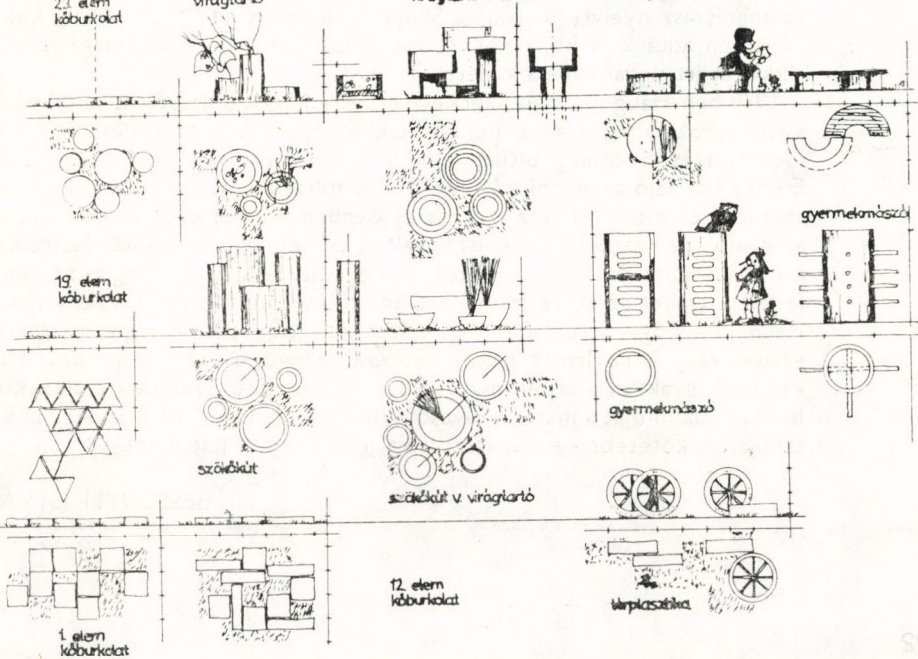 23. elem
kőburkolat
virágtartó
gyermekmászó
19. elem
kőburkolat
szökőkút
gyermekmászó
szökőkút v. virágtartó
térplasztika
12. elem
kőburkolat
1. elem
kőburkolat